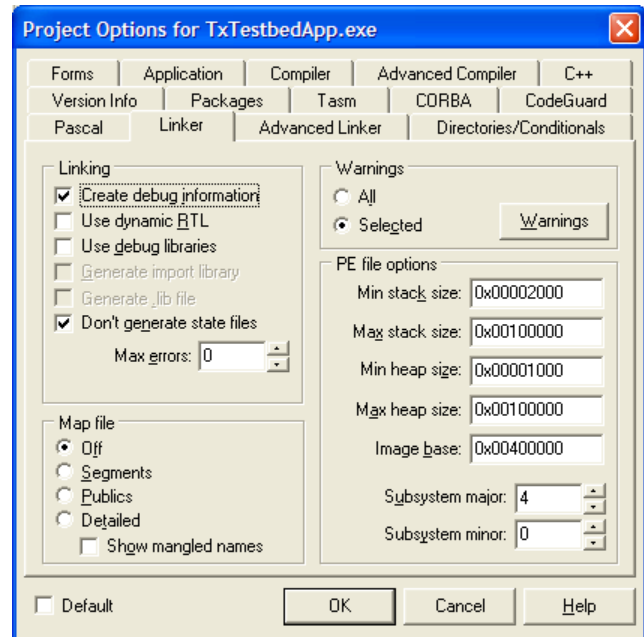 Project Options for TxTestbedApp.exe
Forms Application Compiler Advanced Compiler C++
Version Info Packages Tasm CORBA CodeGuard
Pascal Linker Advanced Linker Directories/Conditionals
Linking
Create debug information
Use dynamic RTL
Use debug libraries
Generate import library
Generate .lib file
Don't generate state files
Max errors: 0
Map file
Off
Segments
Publics
Detailed
Show mangled names
Warnings
All
Selected
Warnings
PE file options
Min stack size: 0x00002000
Max stack size: 0x00100000
Min heap size: 0x00001000
Max heap size: 0x00100000
Image base: 0x00400000
Subsystem major: 4
Subsystem minor: 0
Default OK Cancel Help